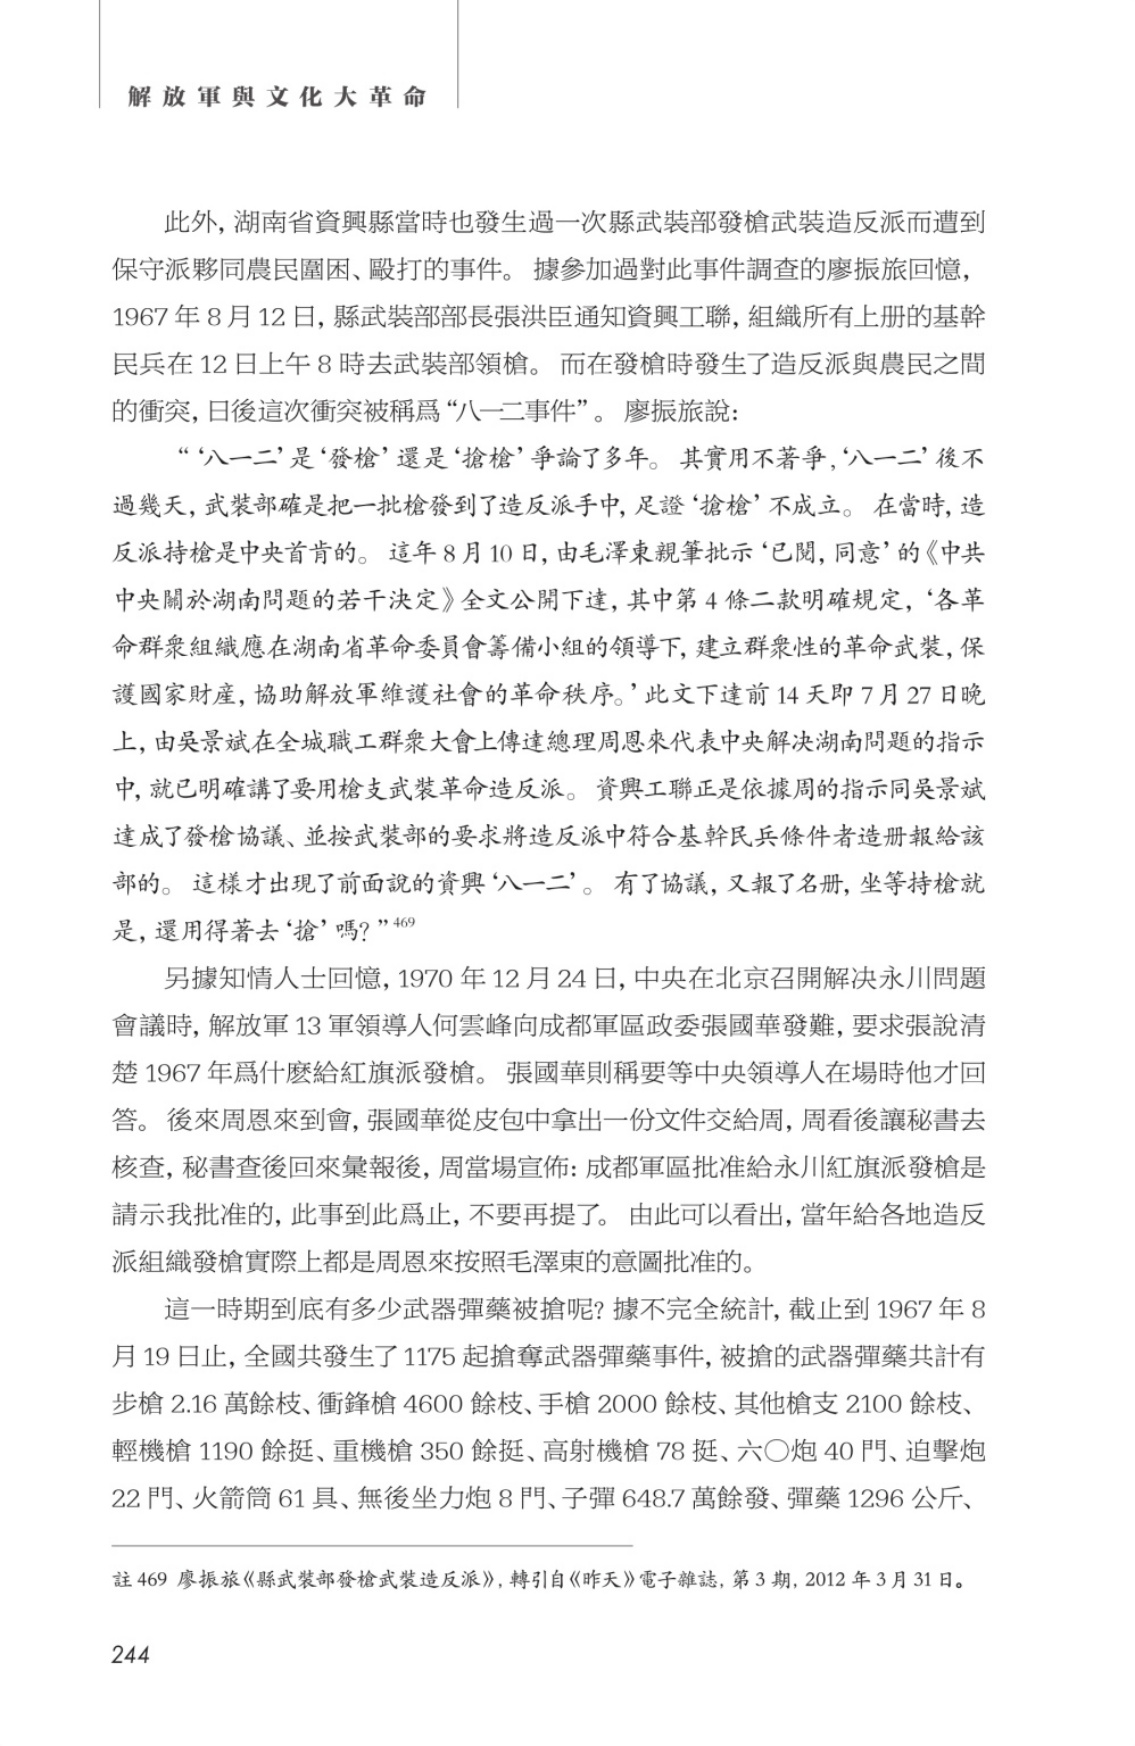 解放軍與文化大革命
此外, 湖南省資興縣當時也發生過一次縣武裝部發槍武裝造反派而遭到
保守派夥同農民圍困、毆打的事件。 據參加過對此事件調查的廖振旅回憶,
1967 年 8 月 12 日, 縣武裝部部長張洪臣通知資興工聯, 組織所有上册的基幹
民兵在 12 日上午 8 時去武裝部領槍。 而在發槍時發生了造反派與農民之間
的衝突, 日後這次衝突被稱爲 “八一二事件” 。 廖振旅說:
“ ‘八一二’ 是 ‘發槍’ 還是 ‘搶槍’ 爭論了多年。 其實用不著爭, ‘八一二’ 後不
過幾天, 武裝部確是把一批槍發到了造反派手中, 足證 ‘搶槍’ 不成立。 在當時, 造
反派持槍是中央首肯的。 這年 8 月 10 日, 由毛澤東親筆批示 ‘已閱, 同意’ 的《中共
中央關於湖南問題的若干決定》全文公開下達, 其中第 4 條二款明確規定, ‘各革
命群衆組織應在湖南省革命委員會籌備小組的領導下, 建立群衆性的革命武裝, 保
護國家財産, 協助解放軍維護社會的革命秩序。’ 此文下達前 14 天即 7 月 27 日晚
上, 由吳景斌在全城職工群衆大會上傳達總理周恩來代表中央解決湖南問題的指示
中, 就已明確講了要用槍支武裝革命造反派。 資興工聯正是依據周的指示同吳景斌
達成了發槍協議、並按武裝部的要求將造反派中符合基幹民兵條件者造册報給該
部的。 這樣才出現了前面說的資興 ‘八一二’ 。 有了協議, 又報了名册, 坐等持槍就
是, 還用得著去 ‘搶’ 嗎? ” 469
另據知情人士回憶, 1970 年 12 月 24 日, 中央在北京召開解決永川問題
會議時, 解放軍 13 軍領導人何雲峰向成都軍區政委張國華發難, 要求張說清
楚 1967 年爲什麽給紅旗派發槍。 張國華則稱要等中央領導人在場時他才回
答。 後來周恩來到會, 張國華從皮包中拿出一份文件交給周, 周看後讓秘書去
核查, 秘書查後回來彙報後, 周當場宣佈: 成都軍區批准給永川紅旗派發槍是
請示我批准的, 此事到此爲止, 不要再提了。 由此可以看出, 當年給各地造反
派組織發槍實際上都是周恩來按照毛澤東的意圖批准的。
這一時期到底有多少武器彈藥被搶呢? 據不完全統計, 截止到 1967 年 8
月 19 日止, 全國共發生了 1175 起搶奪武器彈藥事件, 被搶的武器彈藥共計有
步槍 2.16 萬餘枝、衝鋒槍 4600 餘枝、手槍 2000 餘枝、其他槍支 2100 餘枝、
輕機槍 1190 餘挺、重機槍 350 餘挺、高射機槍 78 挺、六〇炮 40 門、迫擊炮
22 門、火箭筒 61 具、無後坐力炮 8 門、子彈 648.7 萬餘發、彈藥 1296 公斤、
註 469 廖振旅《縣武裝部發槍武裝造反派》, 轉引自《昨天》電子雜誌, 第 3 期, 2012 年 3 月 31 日。
244